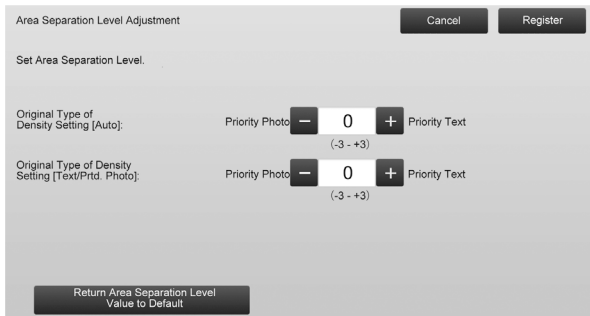 Area Separation Level Adjustment
Cancel
Register
Set Area Separation Level.
Original Type of
Density Setting [Auto]:
Priority Photo − 0 + Priority Text
(-3 - +3)
Original Type of Density
Setting [Text/Prtd. Photo]:
Priority Photo − 0 + Priority Text
(-3 - +3)
Return Area Separation Level
Value to Default